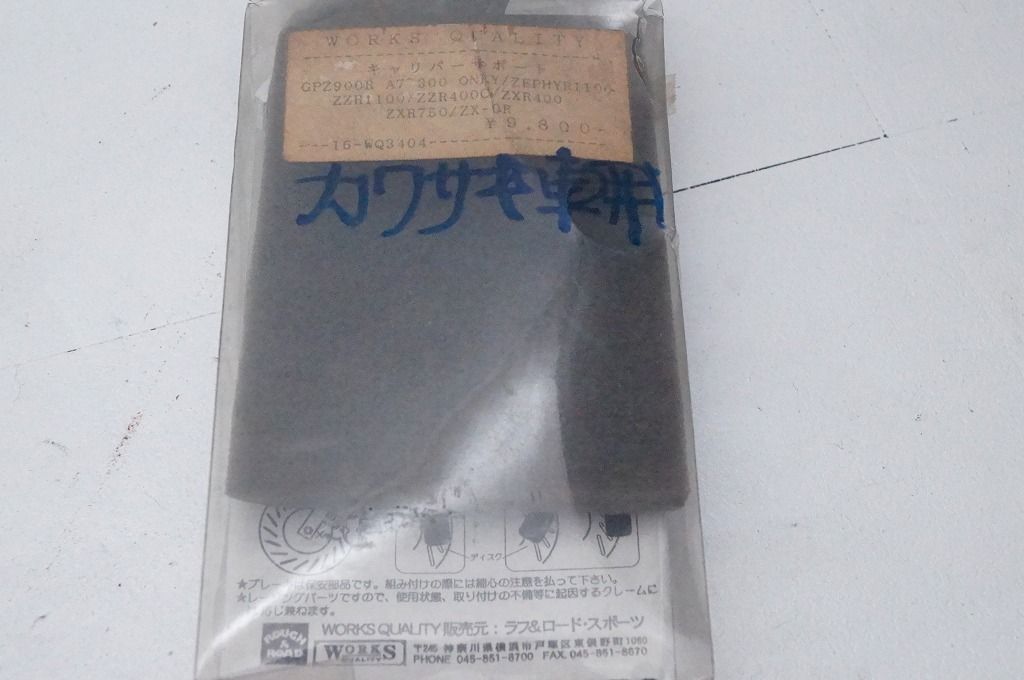 WORKS QUALITY
キャリパーサポート
GPZ900R A7~300 ONLY/ZEPHYR1100
ZZR1100/ZZR400C/ZXR400
ZXR750/ZX-9R
¥9,800-
---16-WQ3404---
カワサキ車用
ディスク
★ブレーキは保安部品です。組み付けの際には細心の注意を払って下さい。
★レーシングパーツですので、使用状態、取り付けの不備等に起因するクレームに
応じ兼ねます。
WORKS QUALITY 販売元：ラフ&ロード・スポーツ
ROUGH & ROAD
WORKS QUALITY
〒245 神奈川県横浜市戸塚区東俣野町1060
PHONE 045-851-8700 FAX.045-851-8670